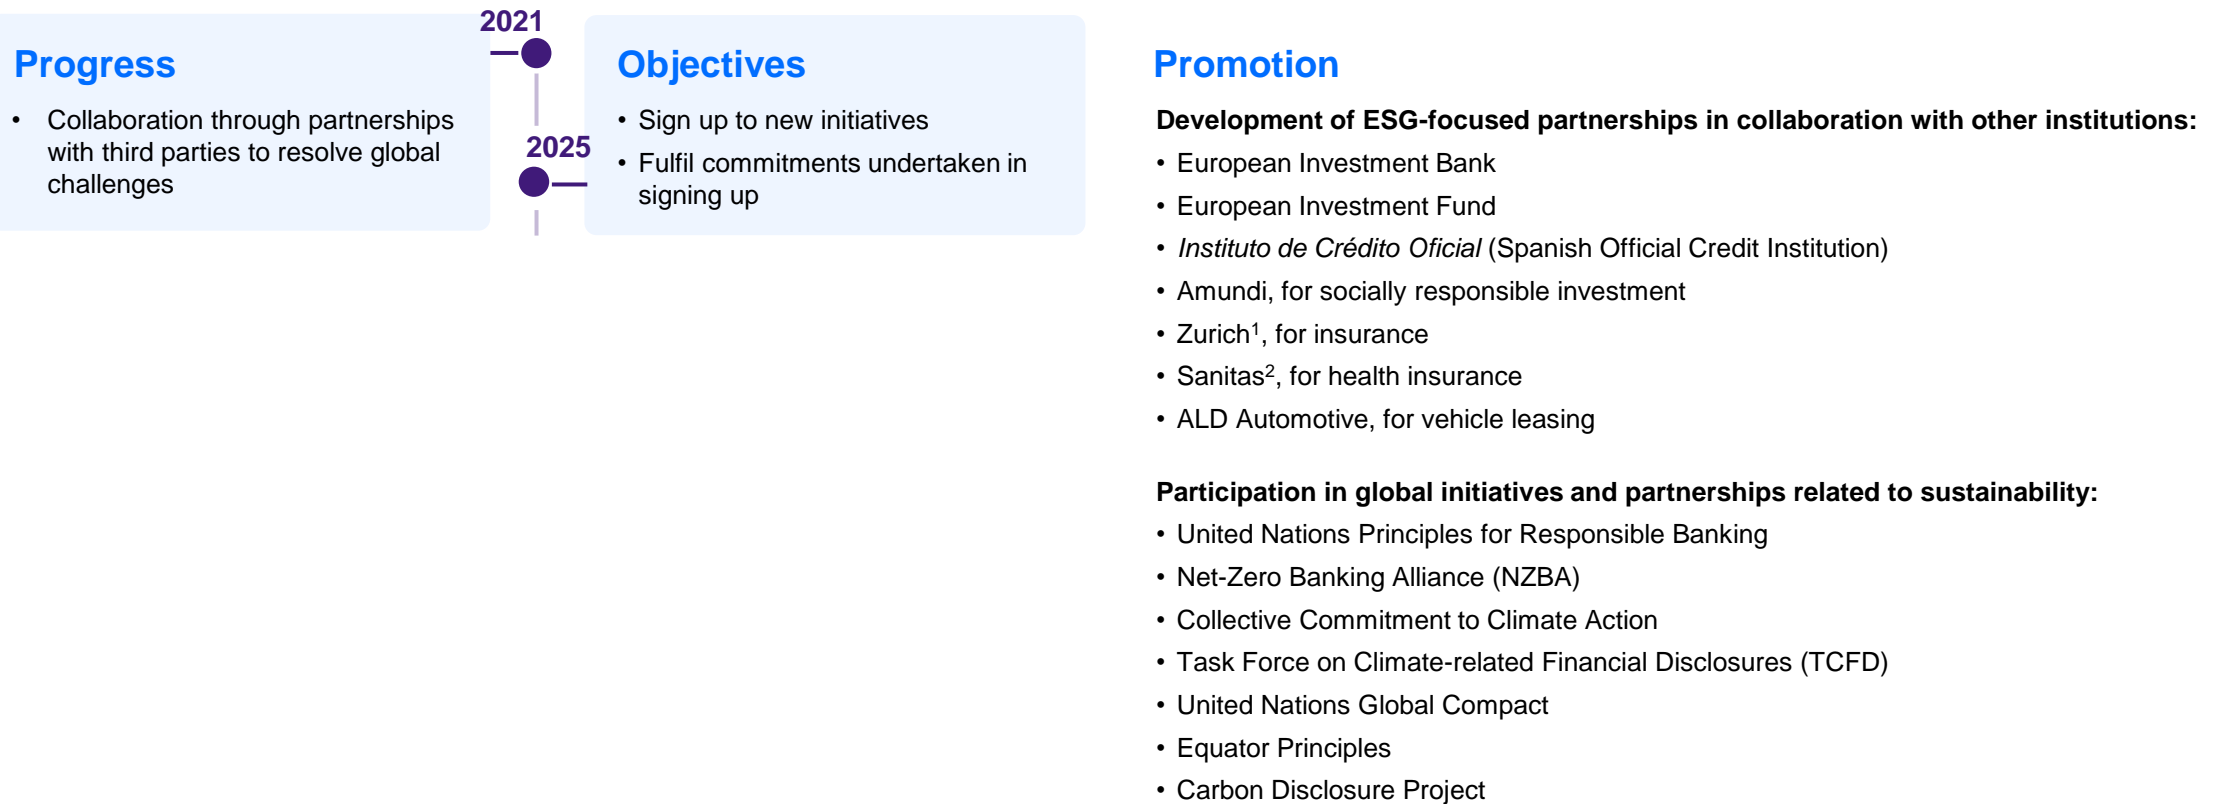 Progress
• Collaboration through partnerships
with third parties to resolve global
challenges
2021
2025
Objectives
• Sign up to new initiatives
• Fulfil commitments undertaken in
signing up
Promotion
Development of ESG-focused partnerships in collaboration with other institutions:
• European Investment Bank
• European Investment Fund
• Instituto de Crédito Oficial (Spanish Official Credit Institution)
• Amundi, for socially responsible investment
• Zurich¹, for insurance
• Sanitas², for health insurance
• ALD Automotive, for vehicle leasing
Participation in global initiatives and partnerships related to sustainability:
• United Nations Principles for Responsible Banking
• Net-Zero Banking Alliance (NZBA)
• Collective Commitment to Climate Action
• Task Force on Climate-related Financial Disclosures (TCFD)
• United Nations Global Compact
• Equator Principles
• Carbon Disclosure Project